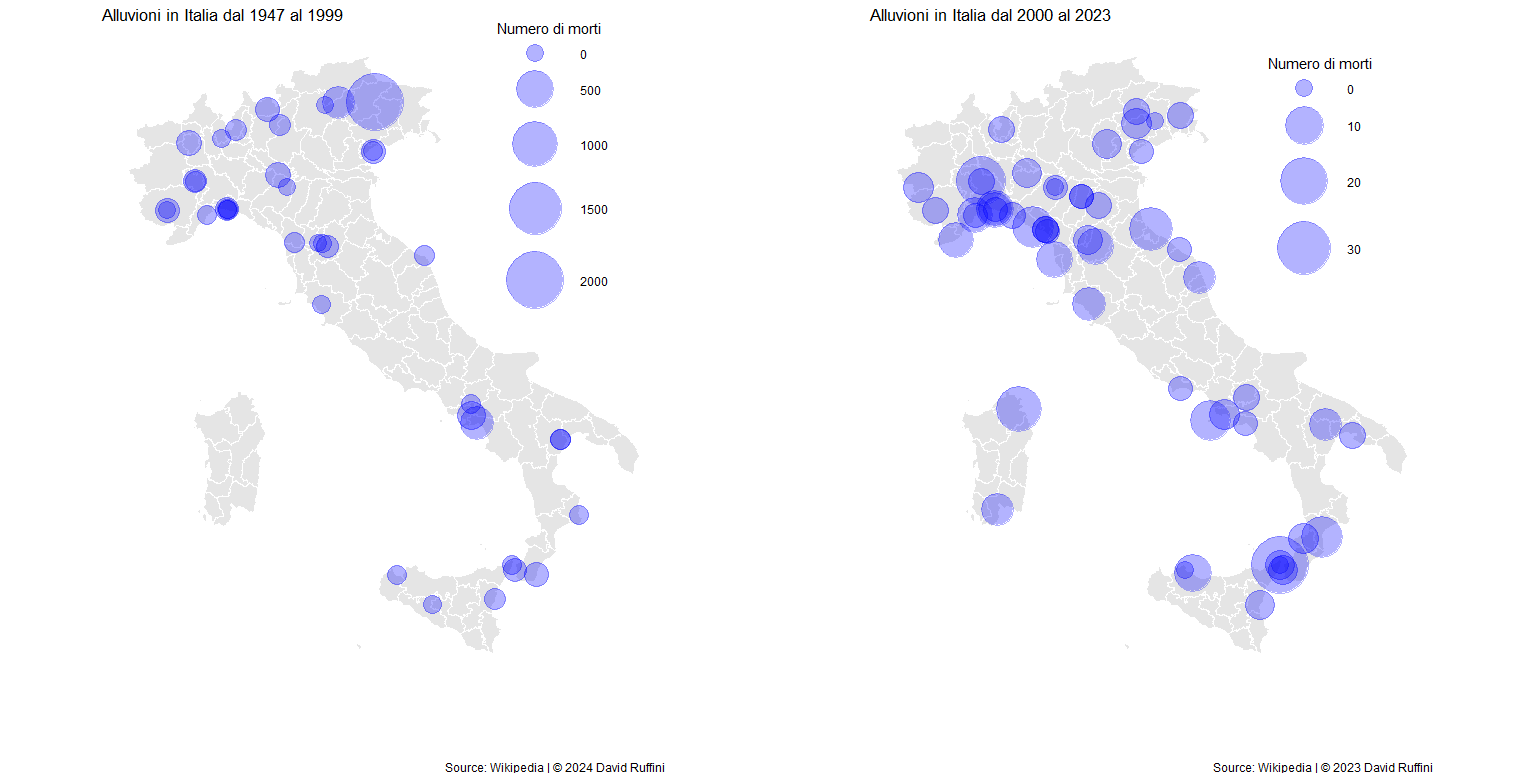 Alluvioni in Italia dal 1947 al 1999
Numero di morti
0
500
1000
1500
2000
Source: Wikipedia | © 2024 David Ruffini
Alluvioni in Italia dal 2000 al 2023
Numero di morti
0
10
20
30
Source: Wikipedia | © 2023 David Ruffini